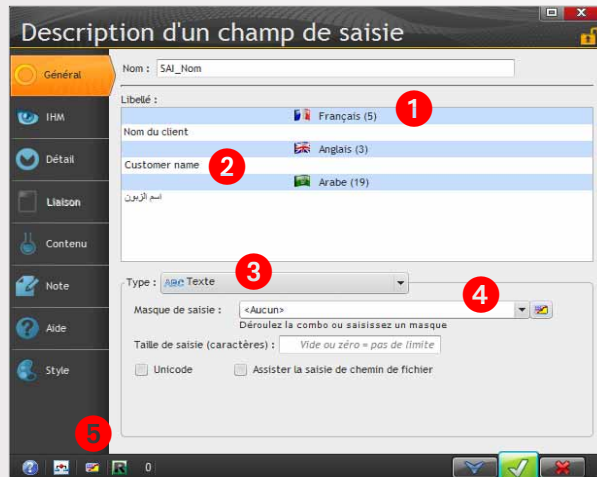 Description d'un champ de saisie
Général
IHM
Détail
Liaison
Contenu
Note
Aide
Style
Nom : SAI_Nom
Libellé :
Français (5)
1
Nom du client
Anglais (3)
Customer name
2
Arabe (19)
اسم الزبون
3
Type : ABC Texte
4
Masque de saisie : <Aucun>
Déroulez la combo ou saisissez un masque
Taille de saisie (caractères) : Vide ou zéro = pas de limite
Unicode Assister la saisie de chemin de fichier
5
? R 0